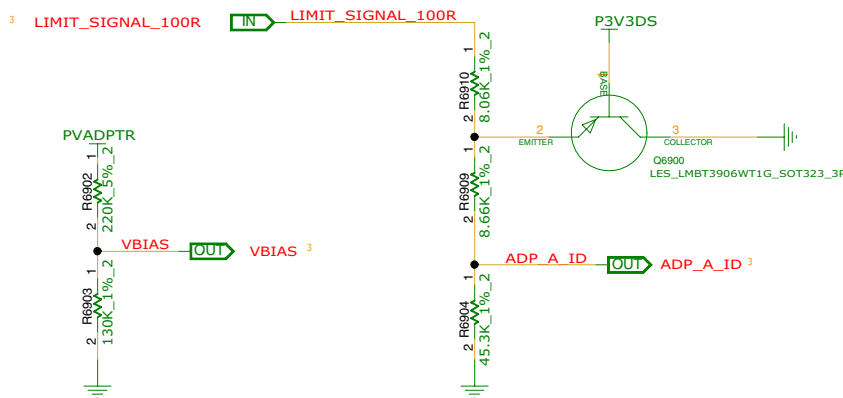 3 LIMIT_SIGNAL_100R IN LIMIT_SIGNAL_100R
P3V3DS
1
R6910
8.06K_1%_2
2
BASE
2
EMITTER
3
COLLECTOR
Q6900
LES_LMBT3906WT1G_SOT323_3P
PVADPTR
1
R6902
220K_5%_2
2
VBIAS OUT VBIAS 3
1
R6903
130K_1%_2
2
1
R6909
8.66K_1%_2
2
ADP_A_ID OUT ADP_A_ID 3
1
R6904
45.3K_1%_2
2